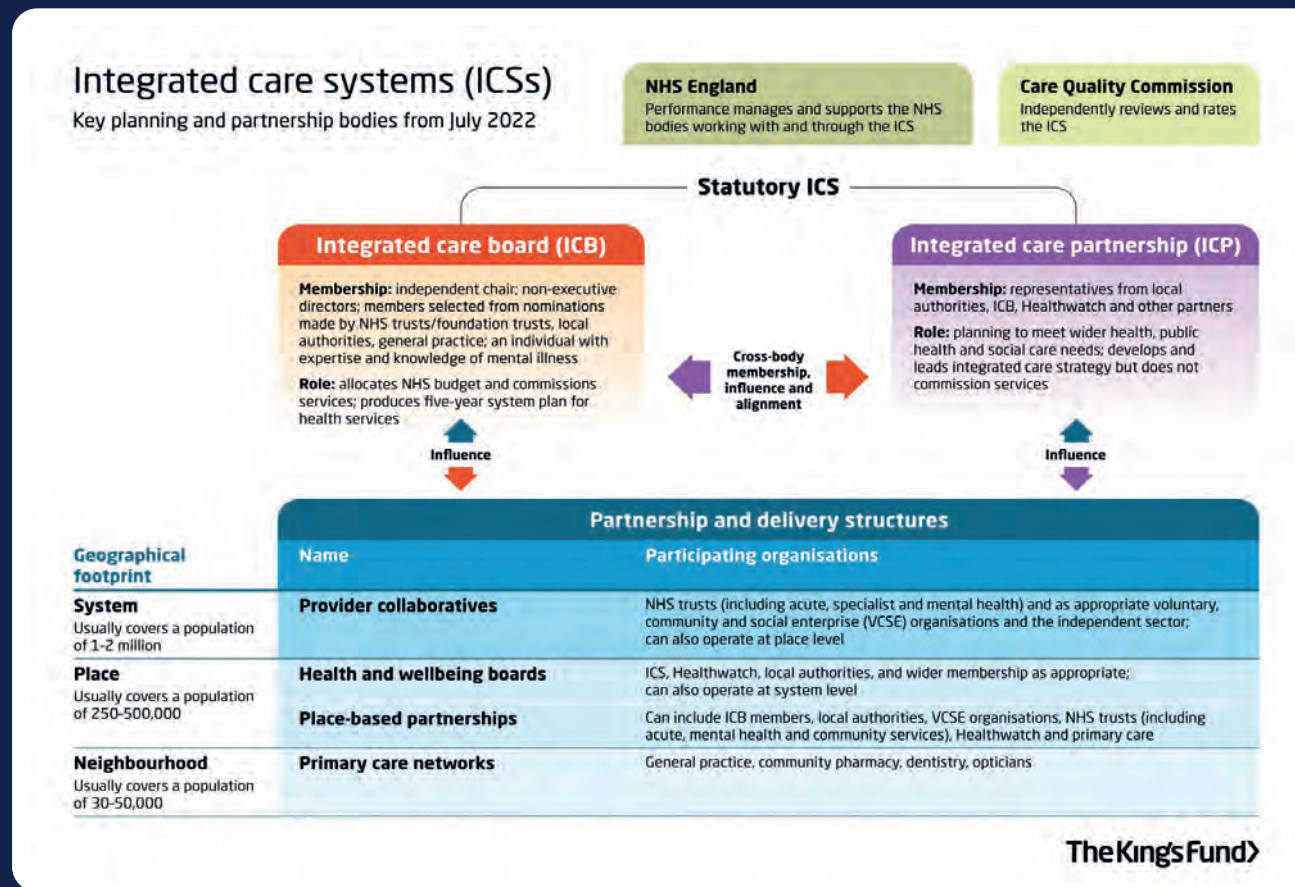 Integrated care systems (ICSs)
Key planning and partnership bodies from July 2022
NHS England
Performance manages and supports the NHS
bodies working with and through the ICS
Care Quality Commission
Independently reviews and rates
the ICS
Statutory ICS
Integrated care board (ICB)
Membership: independent chair; non-executive
directors; members selected from nominations
made by NHS trusts/foundation trusts, local
authorities, general practice; an individual with
expertise and knowledge of mental illness
Role: allocates NHS budget and commissions
services; produces five-year system plan for
health services
Cross-body
membership,
influence and
alignment
Integrated care partnership (ICP)
Membership: representatives from local
authorities, ICB, Healthwatch and other partners
Role: planning to meet wider health, public
health and social care needs; develops and
leads integrated care strategy but does not
commission services
Influence
Influence
Partnership and delivery structures
Geographical
footprint
Name
Participating organisations
System
Usually covers a population
of 1-2 million
Provider collaboratives
NHS trusts (including acute, specialist and mental health) and as appropriate voluntary,
community and social enterprise (VCSE) organisations and the independent sector;
can also operate at place level
Place
Usually covers a population
of 250-500,000
Health and wellbeing boards
ICS, Healthwatch, local authorities, and wider membership as appropriate;
can also operate at system level
Place-based partnerships
Can include ICB members, local authorities, VCSE organisations, NHS trusts (including
acute, mental health and community services), Healthwatch and primary care
Neighbourhood
Usually covers a population
of 30-50,000
Primary care networks
General practice, community pharmacy, dentistry, opticians
The King's Fund>